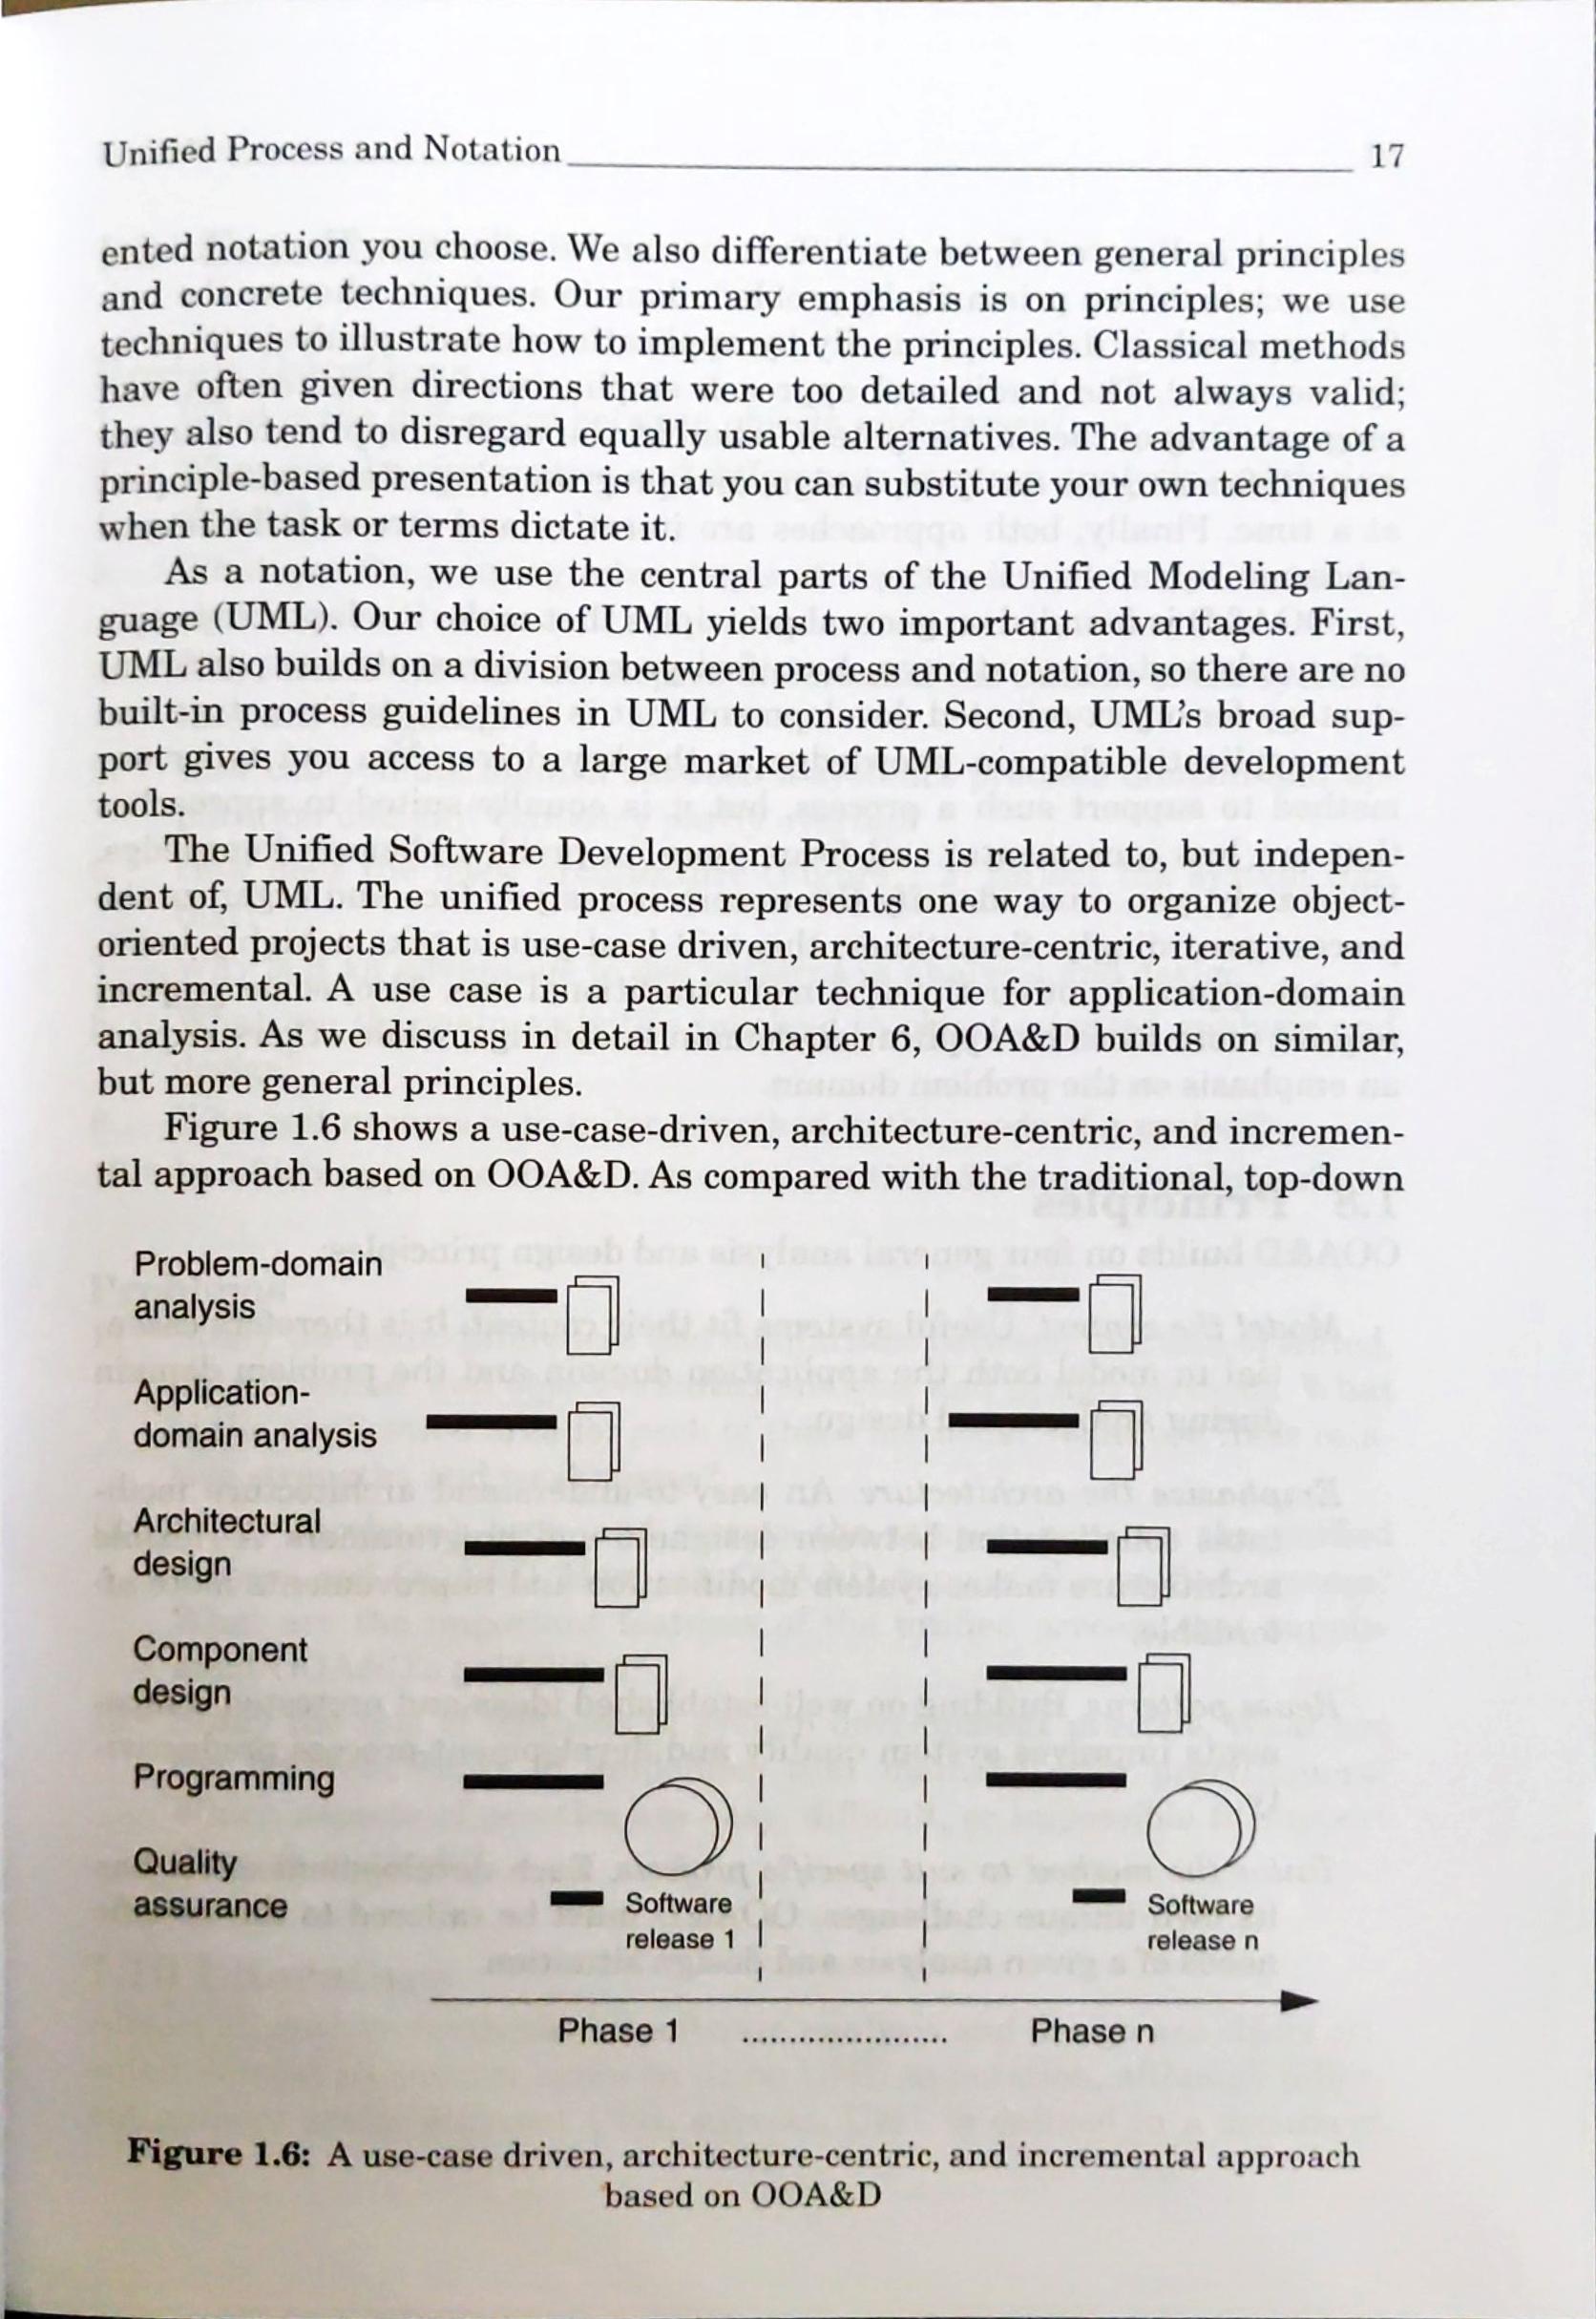 Unified Process and Notation 17
ented notation you choose. We also differentiate between general principles
and concrete techniques. Our primary emphasis is on principles; we use
techniques to illustrate how to implement the principles. Classical methods
have often given directions that were too detailed and not always valid;
they also tend to disregard equally usable alternatives. The advantage of a
principle-based presentation is that you can substitute your own techniques
when the task or terms dictate it.
As a notation, we use the central parts of the Unified Modeling Lan-
guage (UML). Our choice of UML yields two important advantages. First,
UML also builds on a division between process and notation, so there are no
built-in process guidelines in UML to consider. Second, UML's broad sup-
port gives you access to a large market of UML-compatible development
tools.
The Unified Software Development Process is related to, but indepen-
dent of, UML. The unified process represents one way to organize object-
oriented projects that is use-case driven, architecture-centric, iterative, and
incremental. A use case is a particular technique for application-domain
analysis. As we discuss in detail in Chapter 6, OOA&D builds on similar,
but more general principles.
Figure 1.6 shows a use-case-driven, architecture-centric, and incremen-
tal approach based on OOA&D. As compared with the traditional, top-down
Problem-domain
analysis
Application-
domain analysis
Architectural
design
Component
design
Programming
Quality
assurance
Software
release 1
Software
release n
Phase 1 ...................... Phase n
Figure 1.6: A use-case driven, architecture-centric, and incremental approach
based on OOA&D